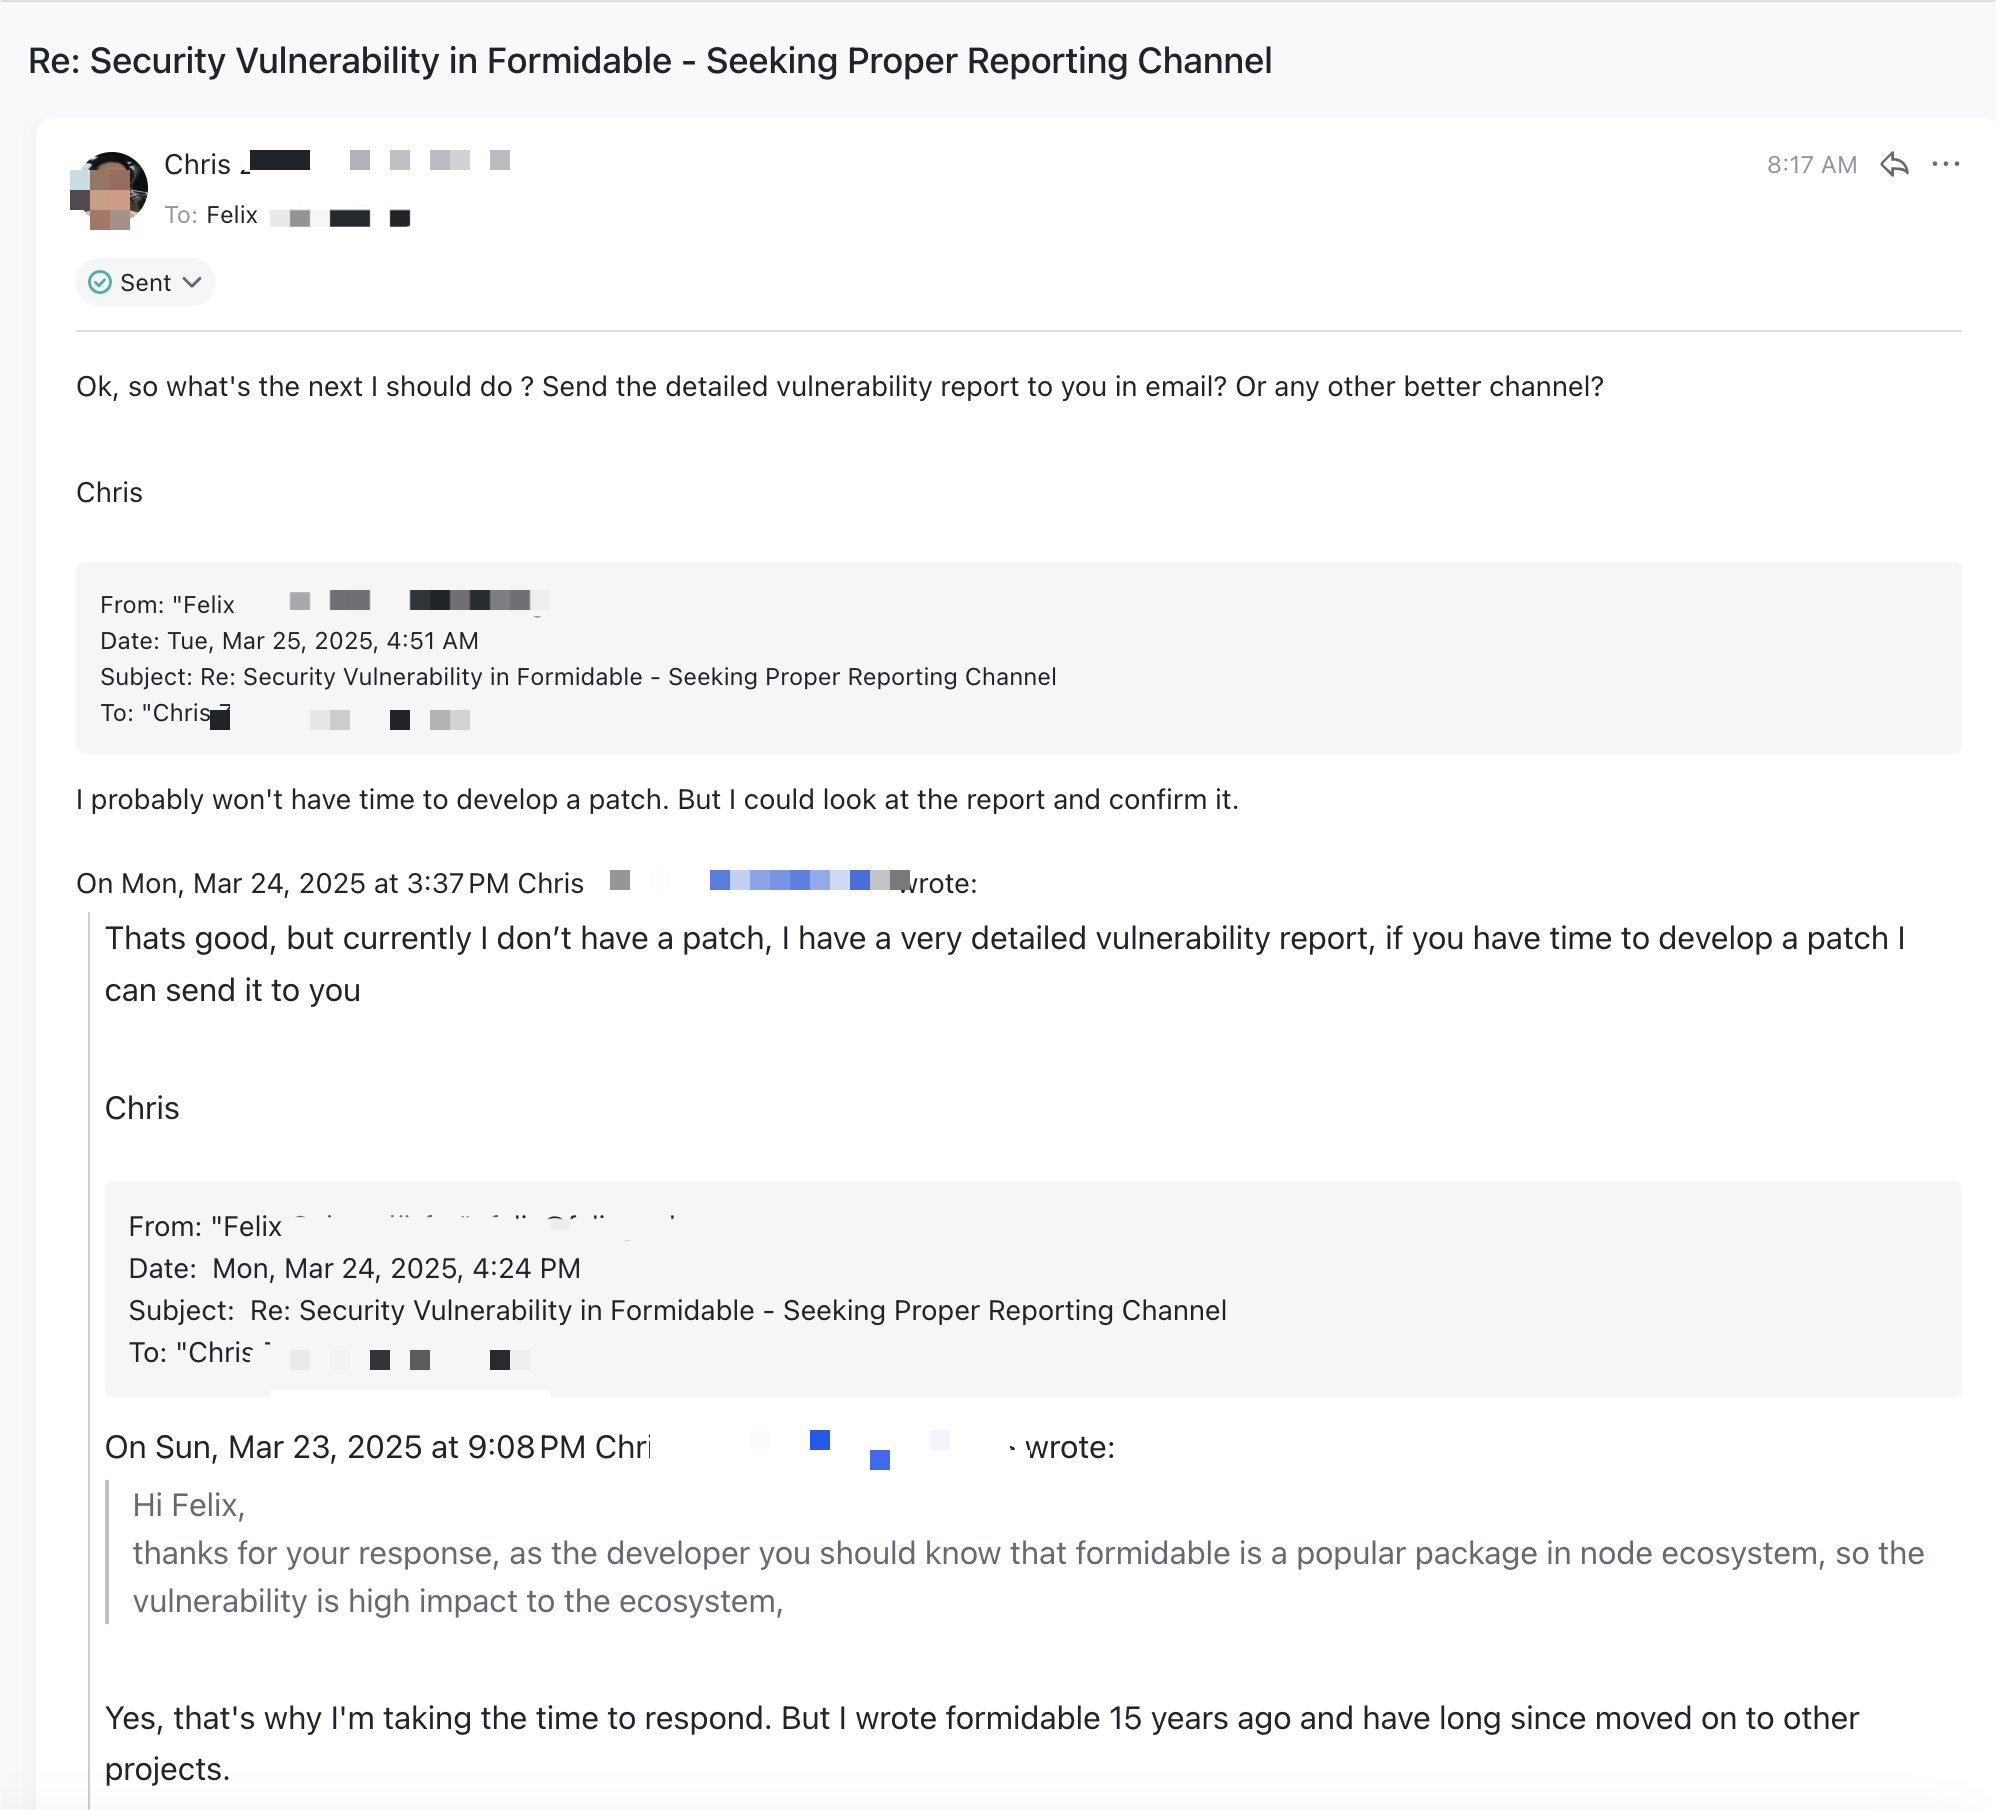 Re: Security Vulnerability in Formidable - Seeking Proper Reporting Channel
Chris
8:17 AM
To: Felix
Sent
Ok, so what's the next I should do ? Send the detailed vulnerability report to you in email? Or any other better channel?
Chris
From: "Felix
Date: Tue, Mar 25, 2025, 4:51 AM
Subject: Re: Security Vulnerability in Formidable - Seeking Proper Reporting Channel
To: "Chris
I probably won't have time to develop a patch. But I could look at the report and confirm it.
On Mon, Mar 24, 2025 at 3:37 PM Chris wrote:
Thats good, but currently I don’t have a patch, I have a very detailed vulnerability report, if you have time to develop a patch I
can send it to you
Chris
From: "Felix
Date: Mon, Mar 24, 2025, 4:24 PM
Subject: Re: Security Vulnerability in Formidable - Seeking Proper Reporting Channel
To: "Chris
On Sun, Mar 23, 2025 at 9:08 PM Chri wrote:
Hi Felix,
thanks for your response, as the developer you should know that formidable is a popular package in node ecosystem, so the
vulnerability is high impact to the ecosystem,
Yes, that's why I'm taking the time to respond. But I wrote formidable 15 years ago and have long since moved on to other
projects.